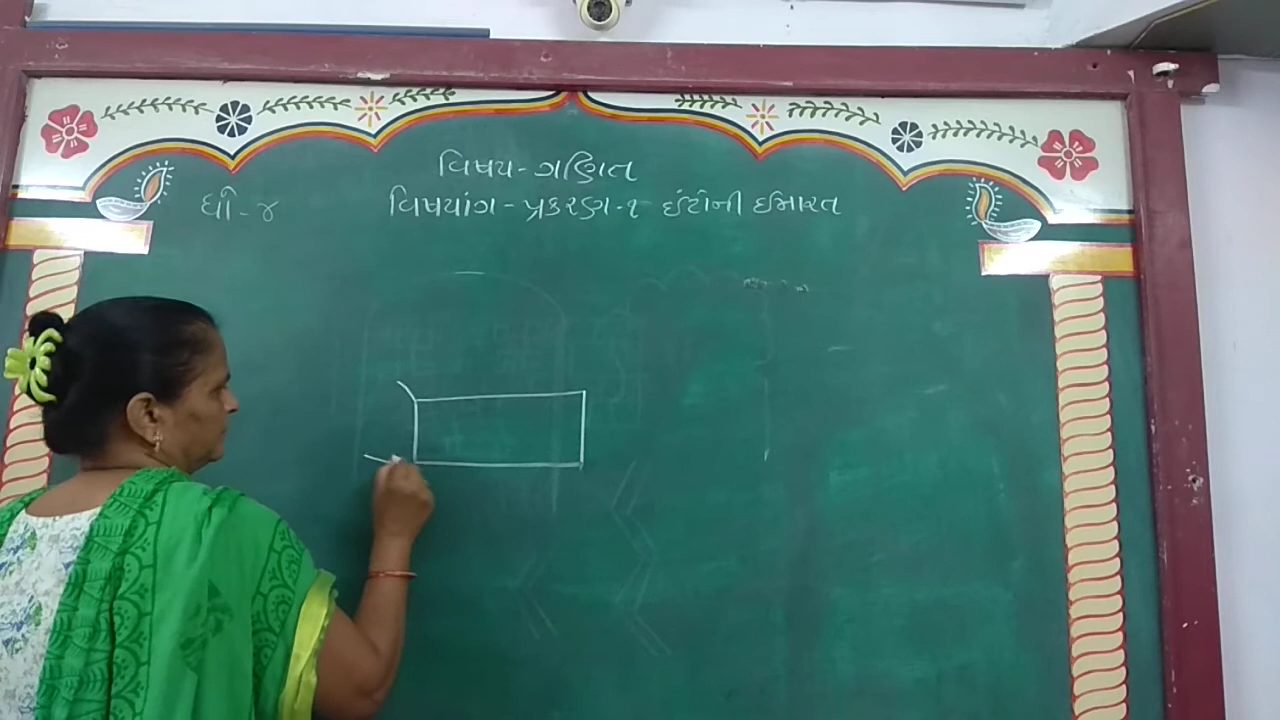 વિષય - ગણિત
ધો - ૪
વિષયાંગ - પ્રકરણ - ૧ ઈંટોની ઈમારત